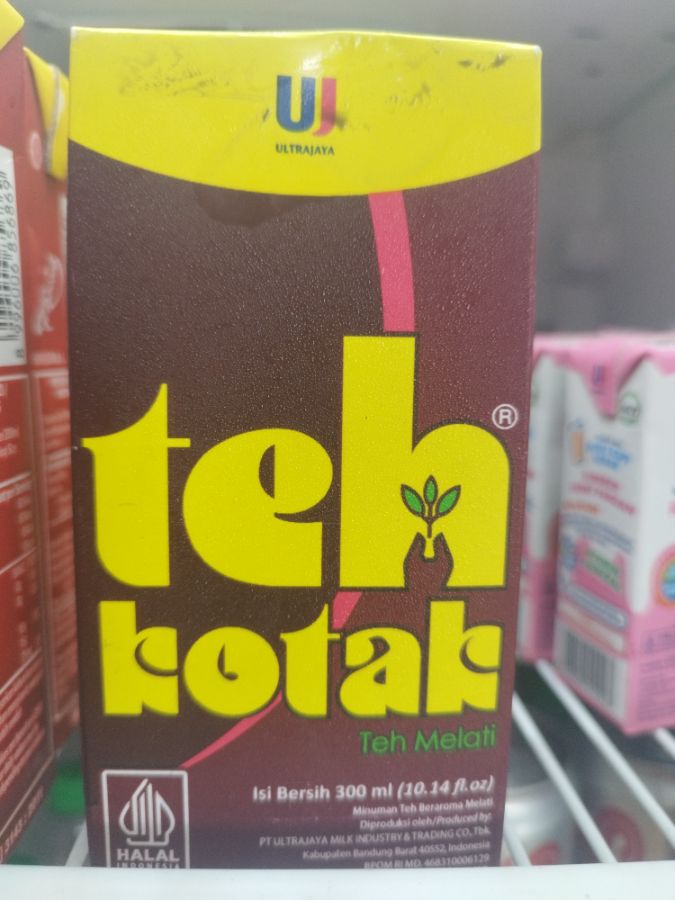 UJ
ULTRAJAYA
teh
®
kotak
Teh Melati
Isi Bersih 300 ml (10.14 fl.oz)
Minuman Teh Beraroma Melati
Diproduksi oleh/Produced by:
PT ULTRAJAYA MILK INDUSTRY & TRADING CO., Tbk.
Kabupaten Bandung Barat 40552, Indonesia
BPOM RI MD. 468310006129
HALAL
INDONESIA